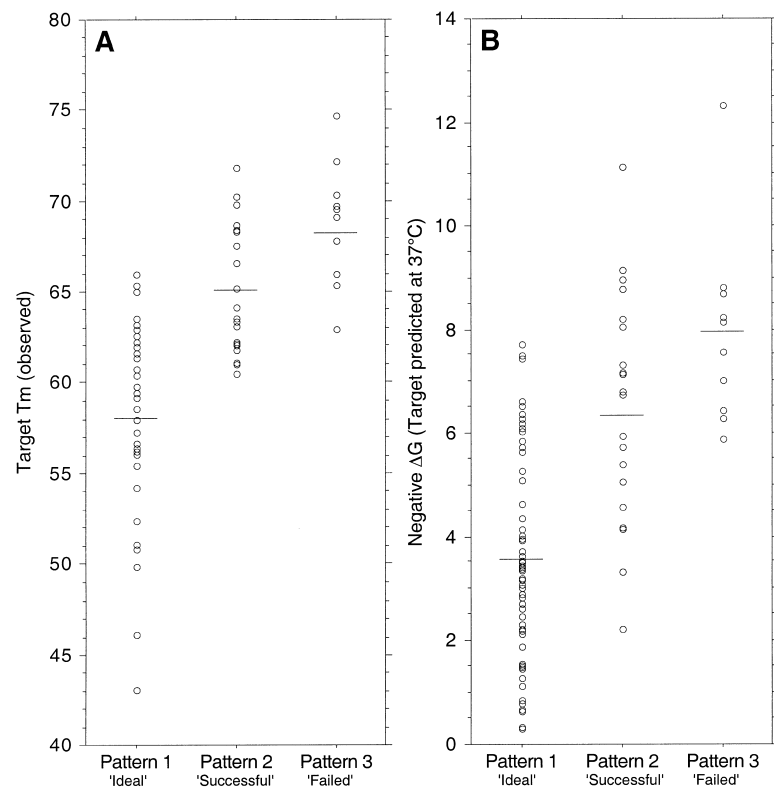 A
Target Tm (observed)
80
75
70
65
60
55
50
45
40
Pattern 1 Pattern 2 Pattern 3
'Ideal' 'Successful' 'Failed'
B
Negative ΔG (Target predicted at 37°C)
14
12
10
8
6
4
2
0
Pattern 1 Pattern 2 Pattern 3
'Ideal' 'Successful' 'Failed'